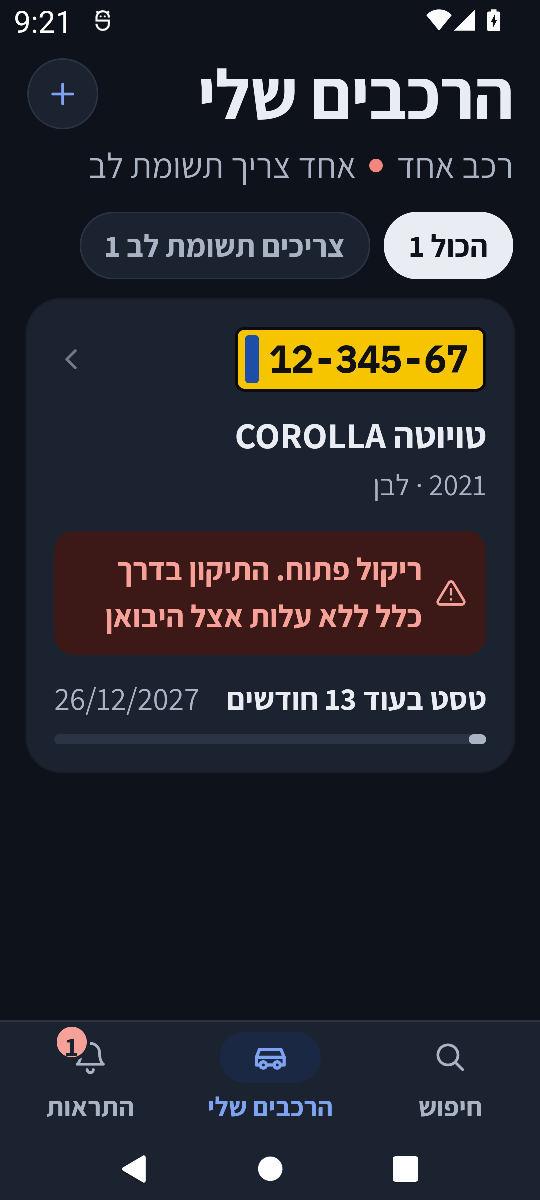 9:21
הרכבים שלי
רכב אחד • אחד צריך תשומת לב
הכול 1
צריכים תשומת לב 1
12-345-67
טויוטה COROLLA
2021 · לבן
ריקול פתוח. התיקון בדרך
כלל ללא עלות אצל היבואן
טסט בעוד 13 חודשים
26/12/2027
חיפוש
הרכבים שלי
1
התראות